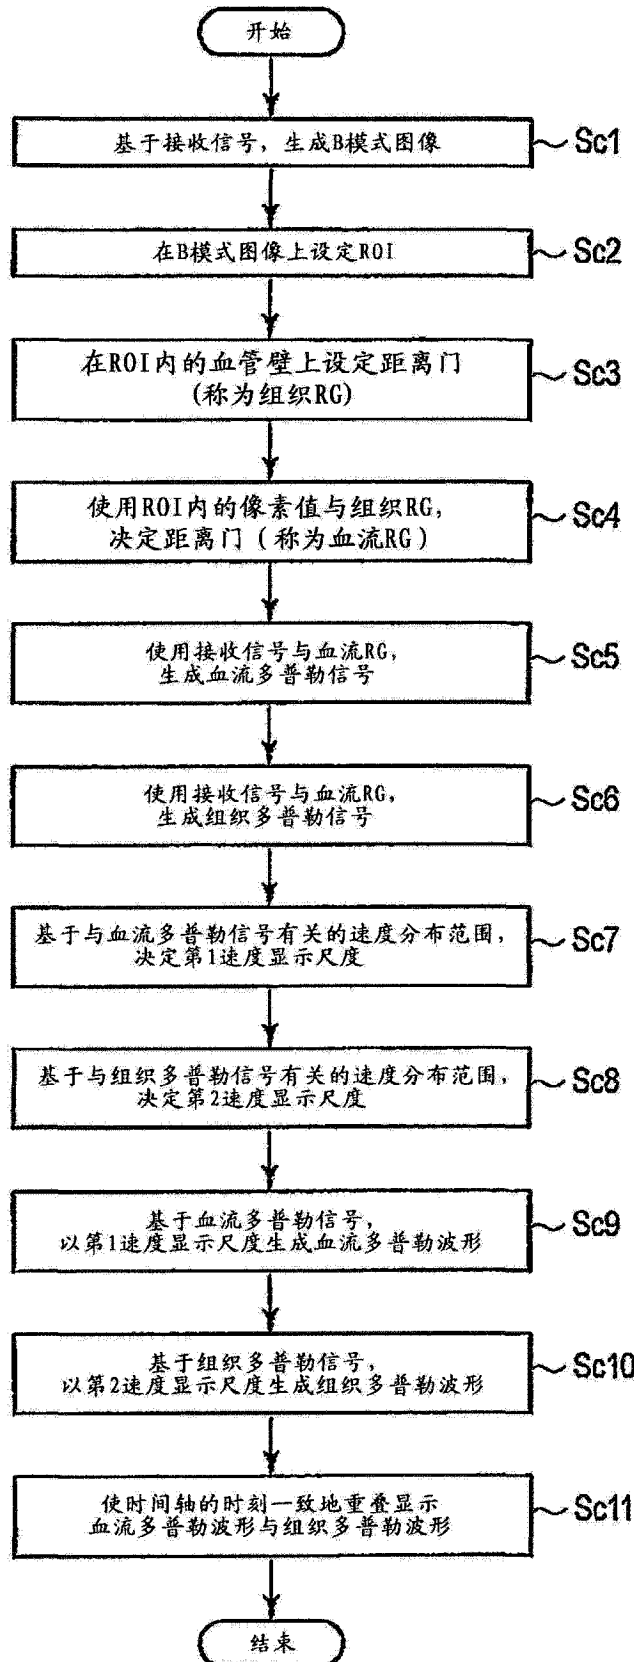 开始
基于接收信号，生成B模式图像
Sc1
在B模式图像上设定ROI
Sc2
在ROI内的血管壁上设定距离门
(称为组织RG)
Sc3
使用ROI内的像素值与组织RG，
决定距离门（称为血流RG）
Sc4
使用接收信号与血流RG，
生成血流多普勒信号
Sc5
使用接收信号与血流RG，
生成组织多普勒信号
Sc6
基于与血流多普勒信号有关的速度分布范围，
决定第1速度显示尺度
Sc7
基于与组织多普勒信号有关的速度分布范围，
决定第2速度显示尺度
Sc8
基于血流多普勒信号，
以第1速度显示尺度生成血流多普勒波形
Sc9
基于组织多普勒信号，
以第2速度显示尺度生成组织多普勒波形
Sc10
使时间轴的时刻一致地重叠显示
血流多普勒波形与组织多普勒波形
Sc11
结束